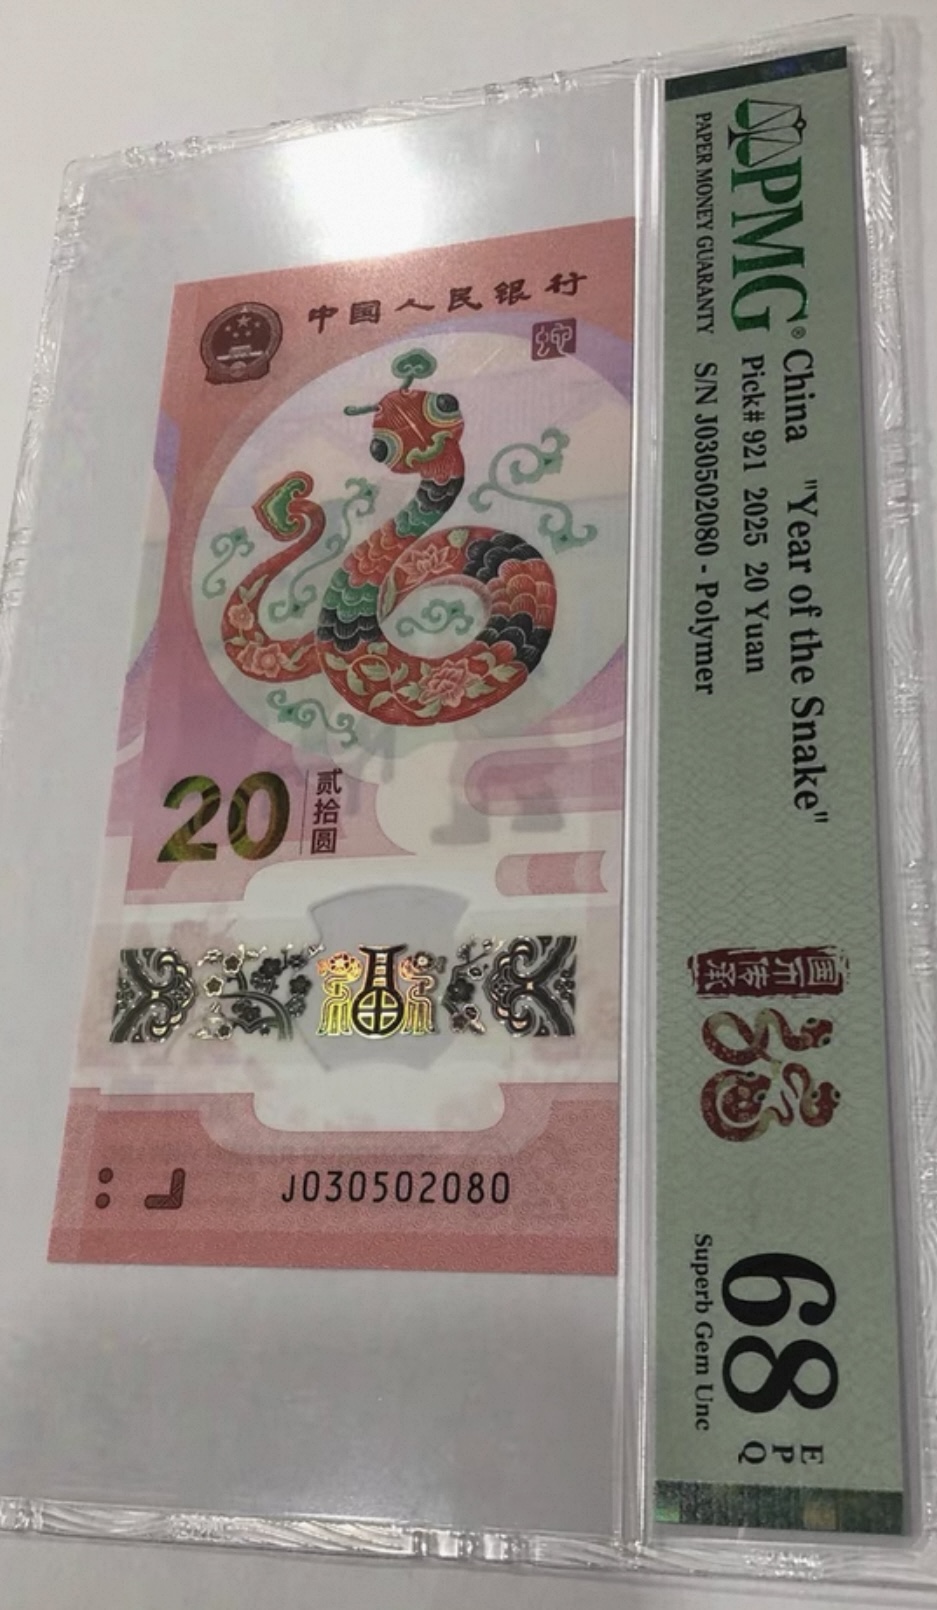 中国人民银行
蛇
20
贰拾圆
J030502080
PMG®
PAPER MONEY GUARANTY
China "Year of the Snake"
Pick# 921 2025 20 Yuan
S/N J030502080 - Polymer
68
EPQ
Superb Gem Unc